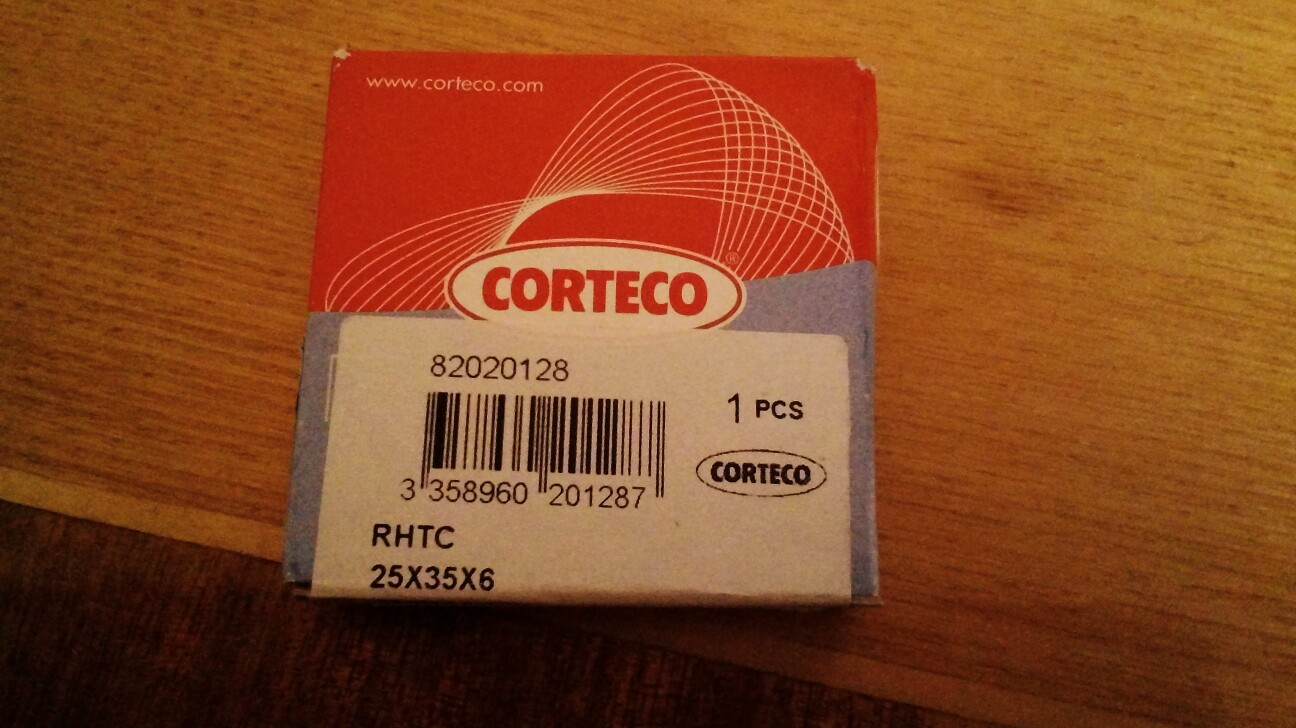 www.corteco.com
CORTECO®
82020128
1 PCS
CORTECO
3 358960 201287
RHTC
25X35X6